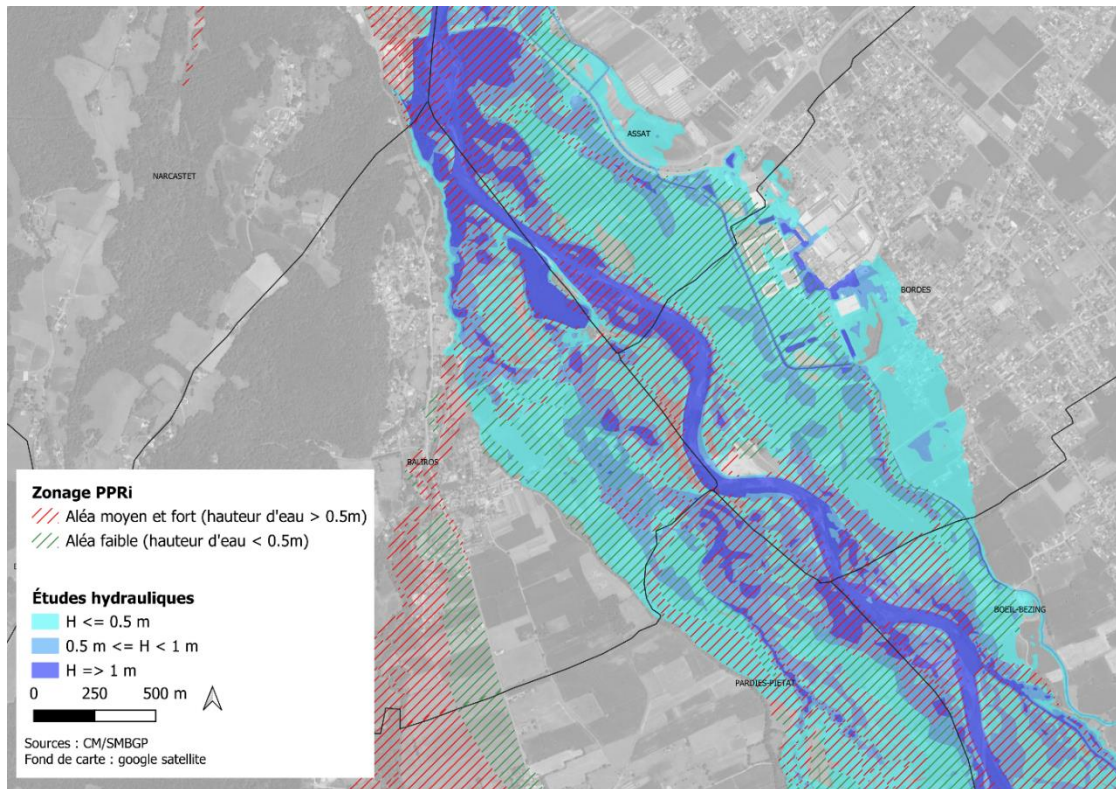 ASSAT
NARCASTET
BORDES
BALIROS
BOEIL-BEZING
PARDIES-PIETAT
Zonage PPRi
Aléa moyen et fort (hauteur d'eau > 0.5m)
Aléa faible (hauteur d'eau < 0.5m)
Études hydrauliques
H <= 0.5 m
0.5 m <= H < 1 m
H => 1 m
0 250 500 m
Sources : CM/SMBGP
Fond de carte : google satellite